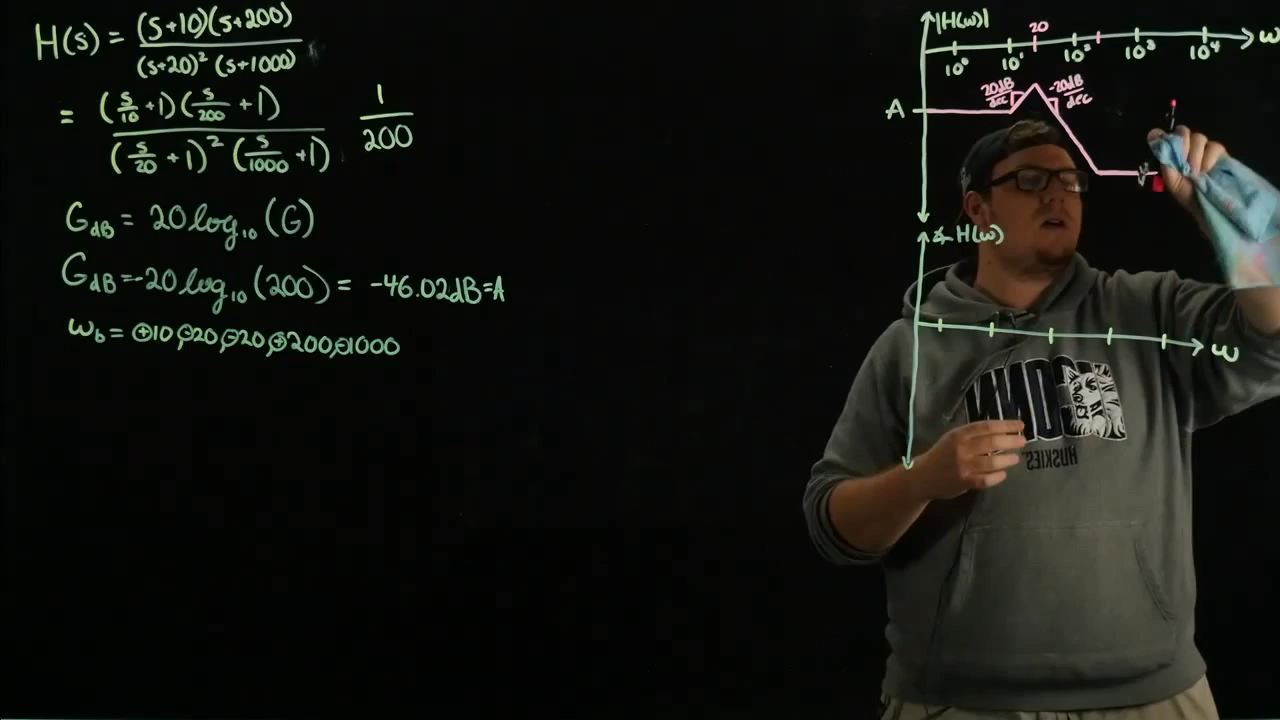 H(s) = (s+10)(s+200)
(s+20)² (s+1000)
= (s/10 +1)(s/200 +1) 1
(s/20 +1)² (s/1000 +1) 200
G_dB = 20 log₁₀ (G)
G_dB = -20 log₁₀ (200) = -46.02dB=A
ω_b = ⊕10,⊖20,⊖20,⊕200,⊖1000
|H(ω)|
20
ω
10⁰ 10¹ 10² 10³ 10⁴
20dB/dec -20dB/dec
A
∡ H(ω)
ω
UCONN
HUSKIES